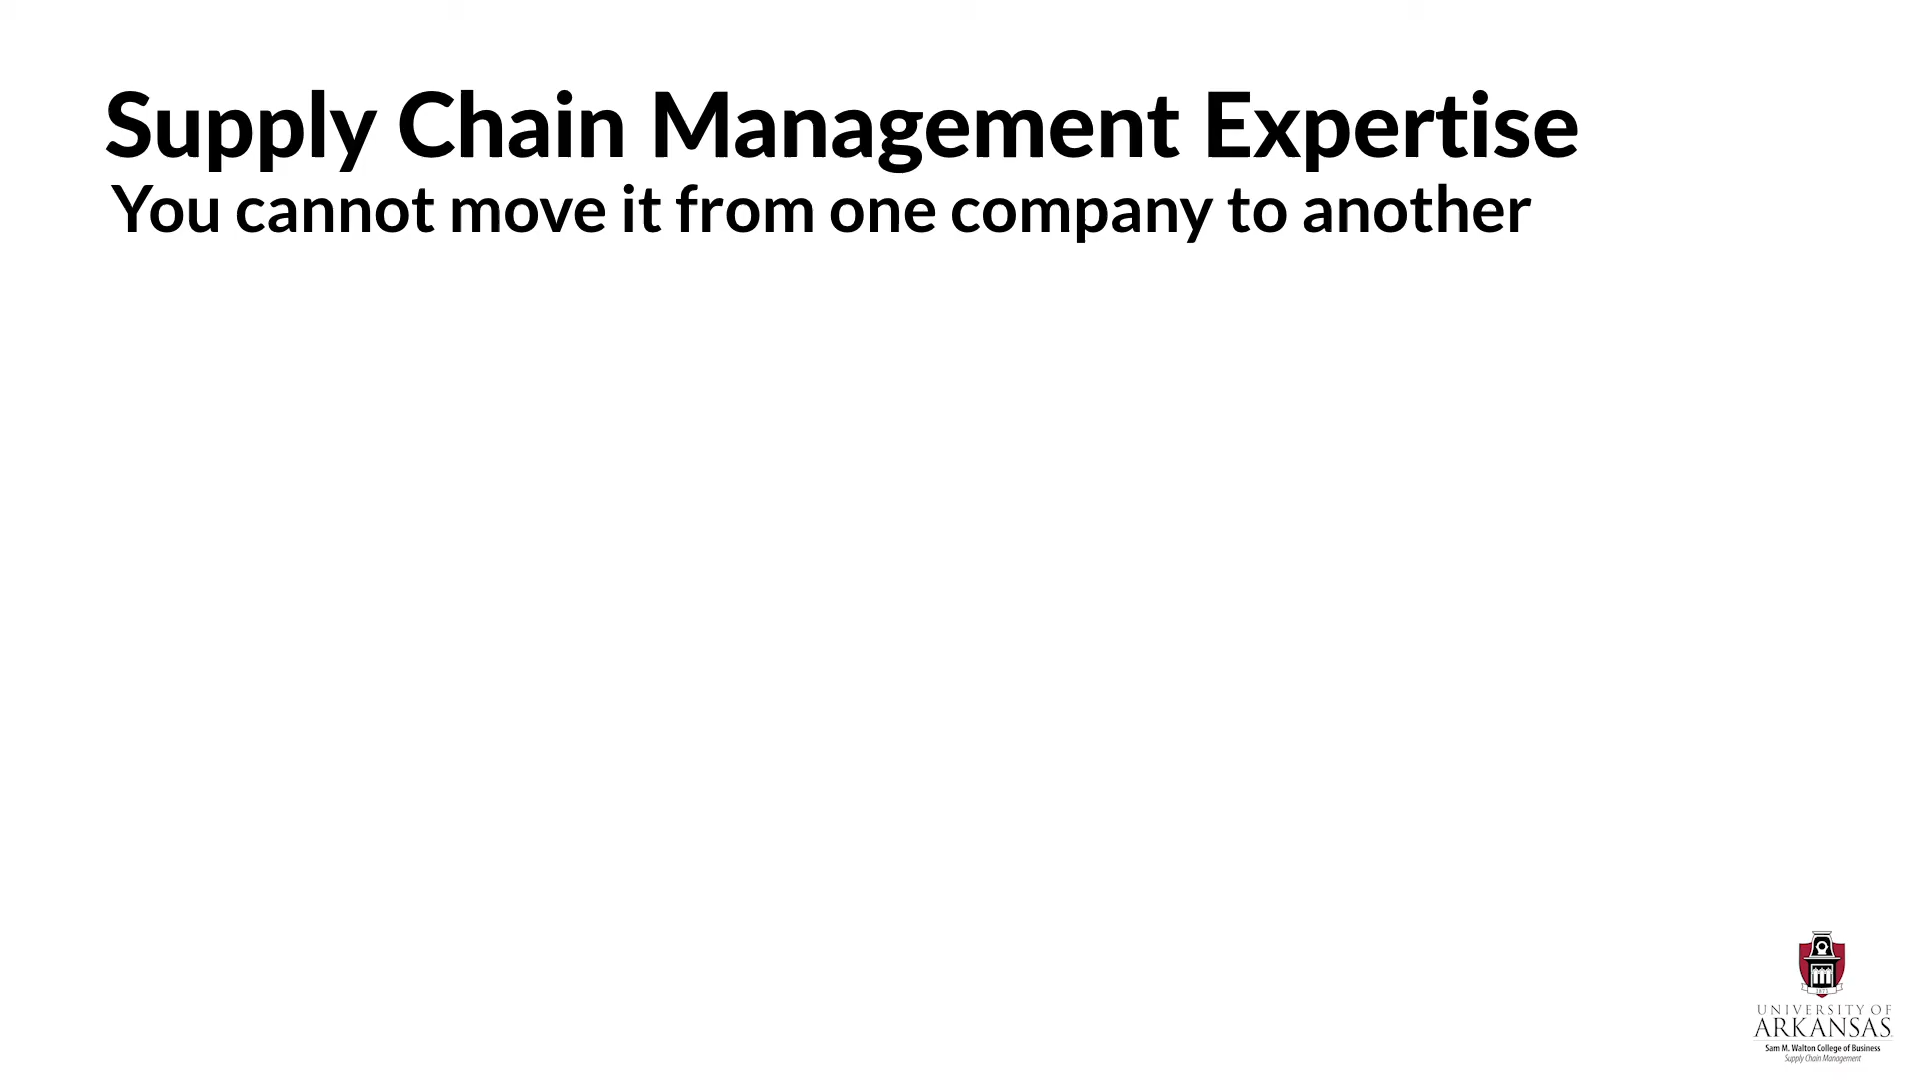 Supply Chain Management Expertise
You cannot move it from one company to another
1871
UNIVERSITY OF
ARKANSAS
Sam M. Walton College of Business
Supply Chain Management